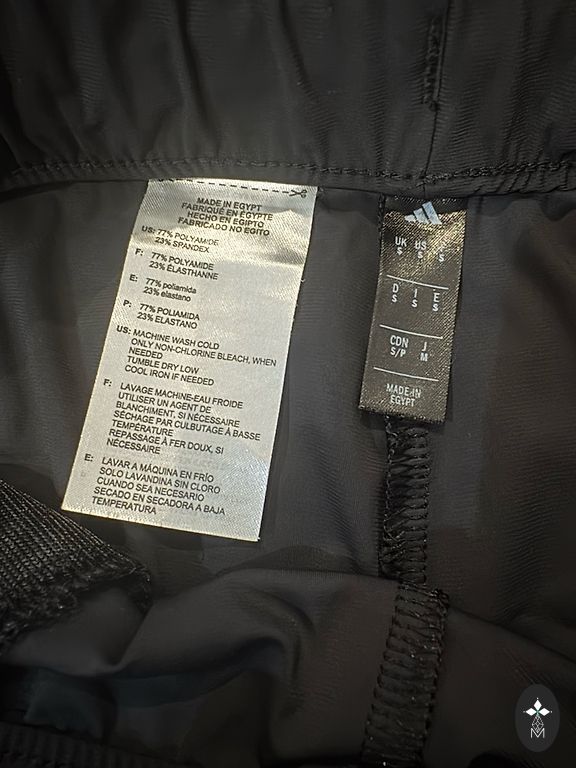 MADE IN EGYPT
FABRIQUÉ EN ÉGYPTE
HECHO EN EGIPTO
FABRICADO NO EGITO
US: 77% POLYAMIDE
23% SPANDEX
F: 77% POLYAMIDE
23% ÉLASTHANNE
E: 77% poliamida
23% elastano
P: 77% POLIAMIDA
23% ELASTANO
US: MACHINE WASH COLD
ONLY NON-CHLORINE BLEACH, WHEN
NEEDED
TUMBLE DRY LOW
COOL IRON IF NEEDED
F: LAVAGE MACHINE-EAU FROIDE
UTILISER UN AGENT DE
BLANCHIMENT, SI NÉCESSAIRE
SÉCHAGE PAR CULBUTAGE À BASSE
TEMPÉRATURE
REPASSAGE À FER DOUX, SI
NÉCESSAIRE
E: LAVAR A MÁQUINA EN FRÍO
SOLO LAVANDINA SIN CLORO
CUANDO SEA NECESARIO
SECADO EN SECADORA A BAJA
TEMPERATURA
UK US
S S S
D I E
S S S
CDN J
S/P M
MADE IN
EGYPT
M